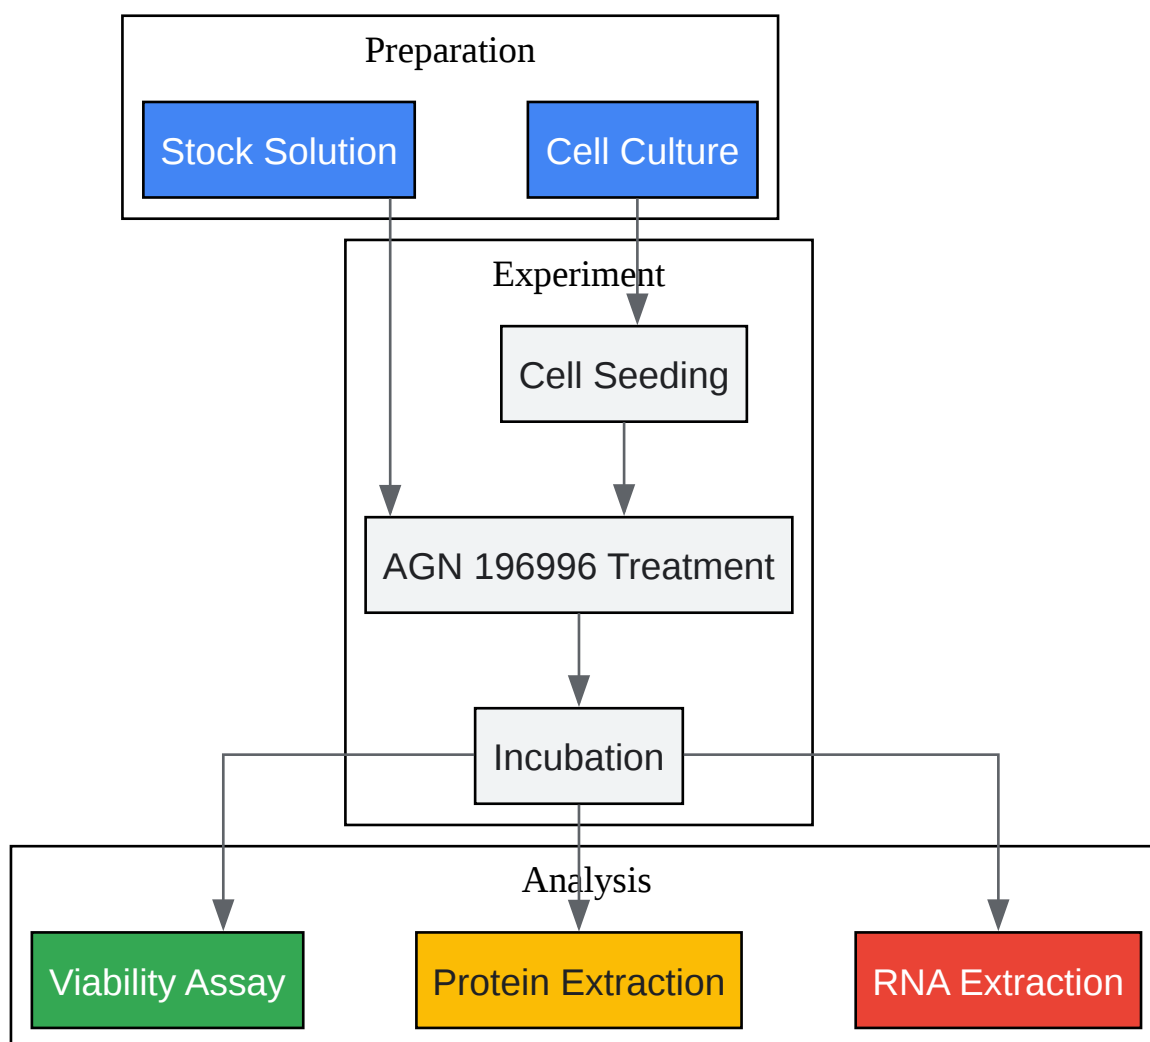 Preparation
Stock Solution
Cell Culture
Experiment
Cell Seeding
AGN 196996 Treatment
Incubation
Analysis
Viability Assay
Protein Extraction
RNA Extraction